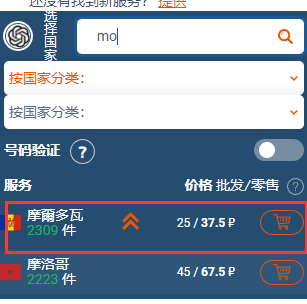 还没有找到新服务? 提供
选择国家
mo
按国家分类:
按国家分类:
号码验证 ?
服务 价格 批发/零售 ?
摩爾多瓦
2309 件
25 / 37.5 ₽
摩洛哥
2223 件
45 / 67.5 ₽